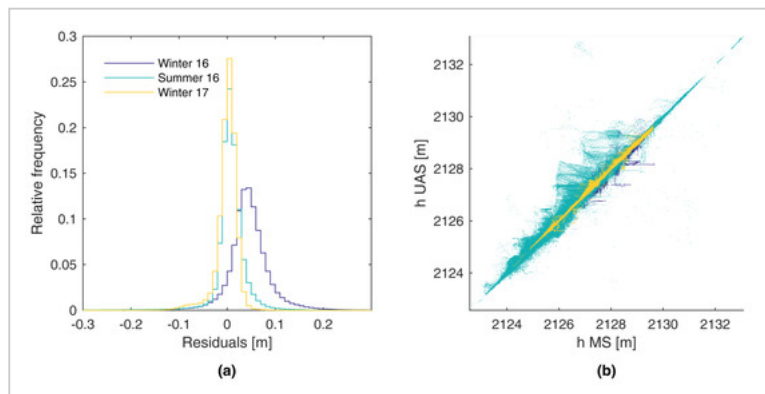 0.3
0.25
0.2
0.15
0.1
0.05
0
Relative frequency
Winter 16
Summer 16
Winter 17
-0.3 -0.2 -0.1 0 0.1 0.2
Residuals [m]
(a)
2132
2130
2128
2126
2124
h UAS [m]
2124 2126 2128 2130 2132
h MS [m]
(b)